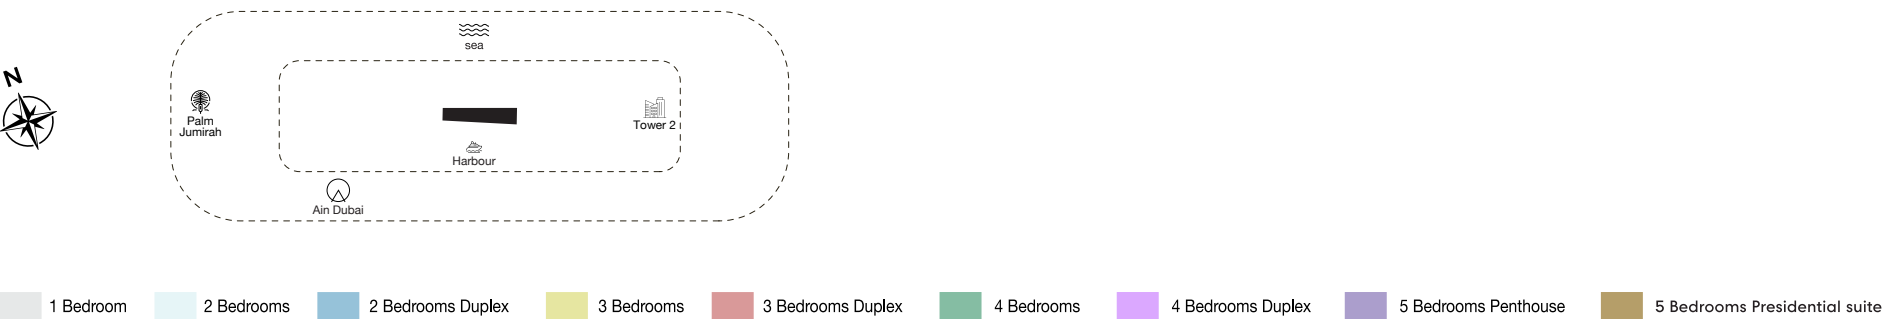 N
sea
Palm
Jumirah
Tower 2
Harbour
Ain Dubai
1 Bedroom
2 Bedrooms
2 Bedrooms Duplex
3 Bedrooms
3 Bedrooms Duplex
4 Bedrooms
4 Bedrooms Duplex
5 Bedrooms Penthouse
5 Bedrooms Presidential suite